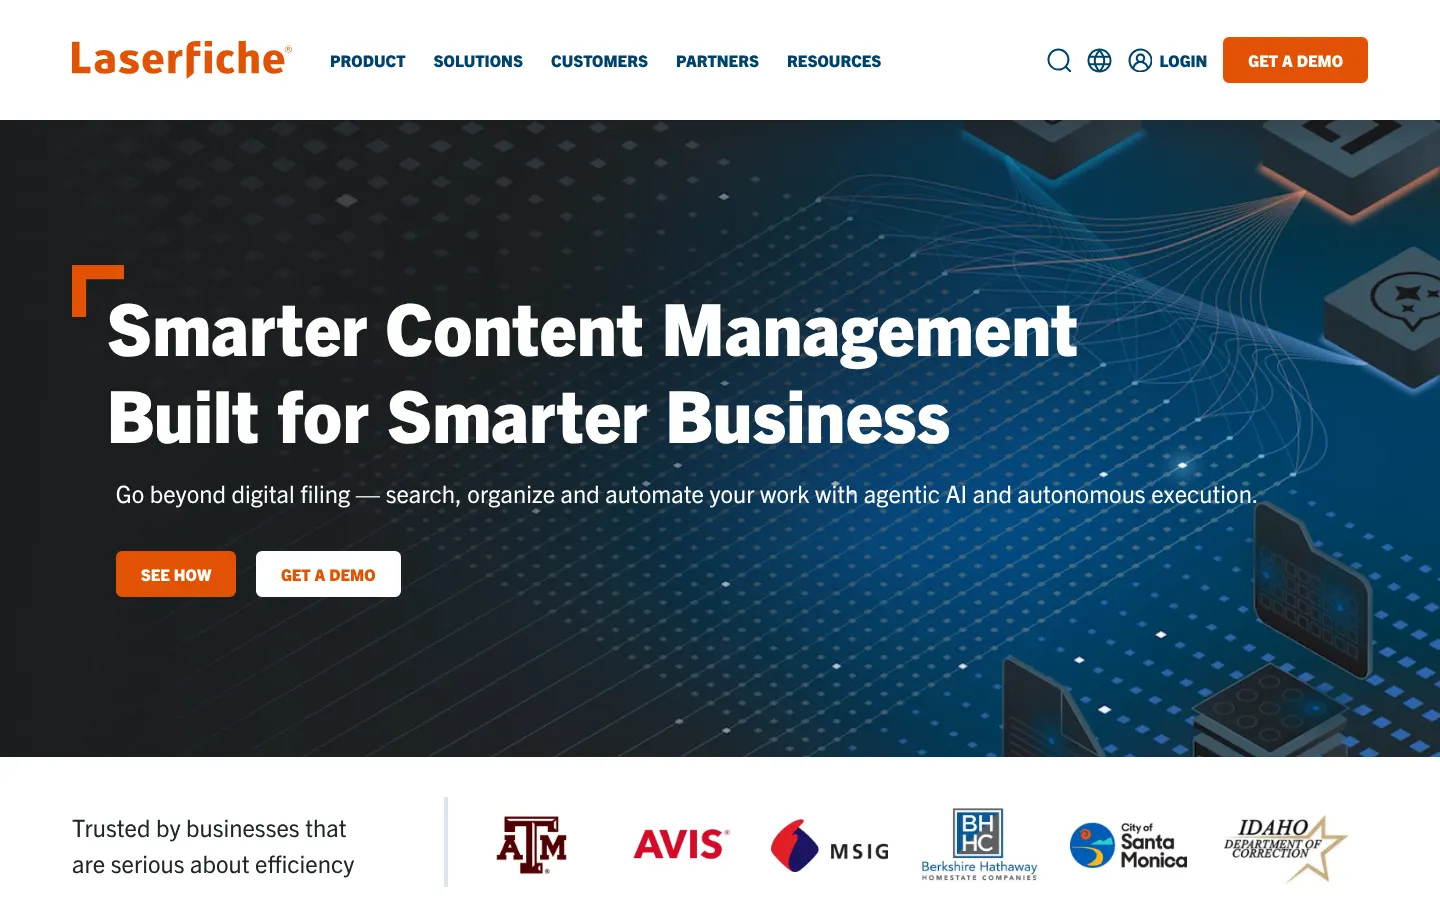 Laserfiche®
PRODUCT
SOLUTIONS
CUSTOMERS
PARTNERS
RESOURCES
LOGIN
GET A DEMO
Smarter Content Management
Built for Smarter Business
Go beyond digital filing — search, organize and automate your work with agentic AI and autonomous execution.
SEE HOW
GET A DEMO
Trusted by businesses that
are serious about efficiency
ATM®
AVIS®
MSIG
BH
HC
Berkshire Hathaway
HOMESTATE COMPANIES
City of
Santa
Monica
IDAHO
DEPARTMENT OF
CORRECTION